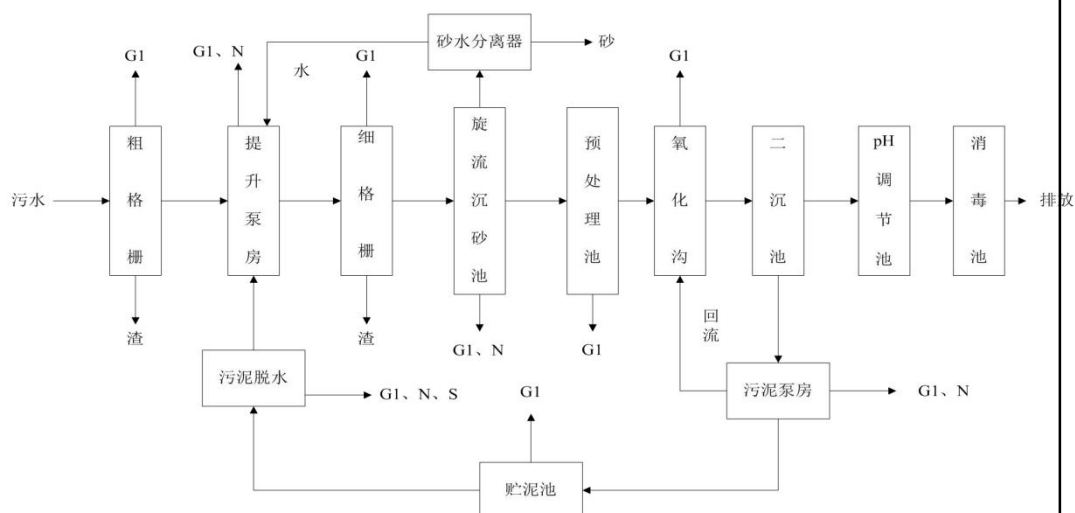 砂水分离器
砂
G1、N
G1
水
G1
G1
污水
粗格栅
提升泵房
细格栅
旋流沉砂池
预处理池
氧化沟
二沉池
pH调节池
消毒池
排放
渣
渣
G1、N
G1
回流
污泥脱水
G1、N、S
G1
污泥泵房
G1、N
贮泥池